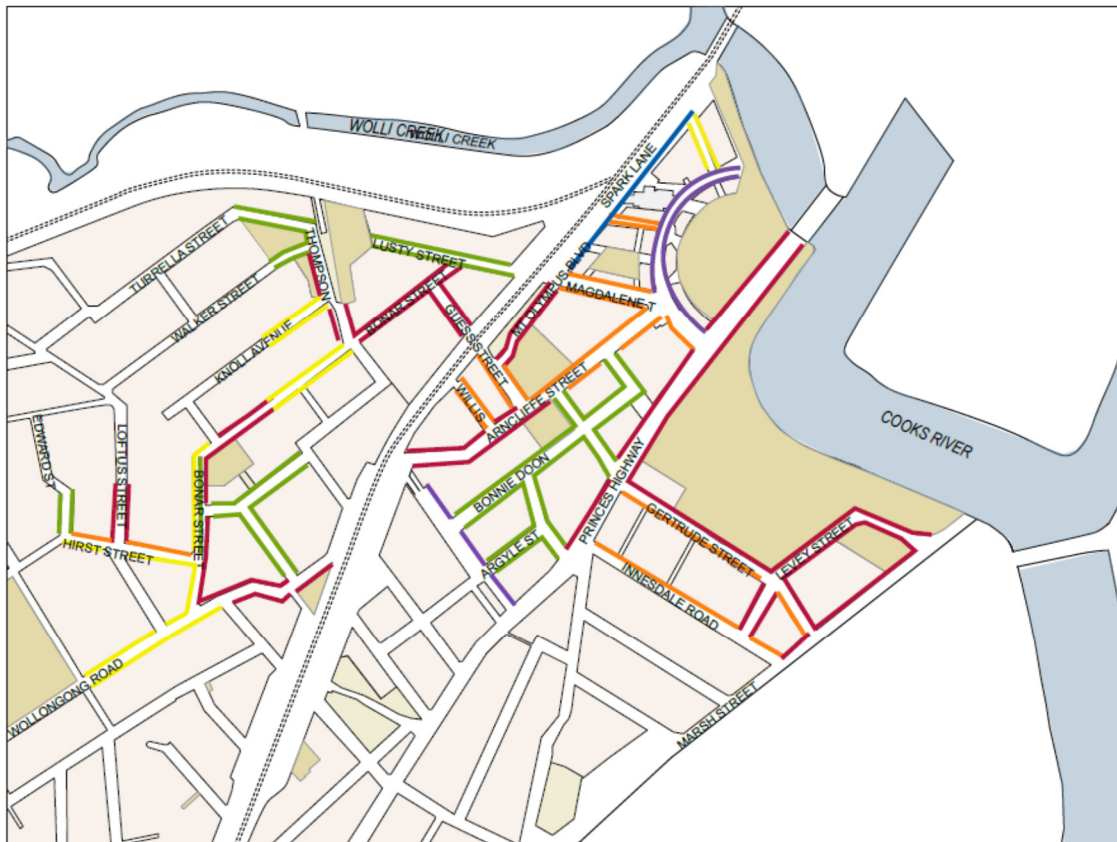 WOLLI CREEK
WOLLI CREEK
SPARK LANE
TURRELLA STREET
THOMPSON
LUSTY STREET
MT OLYMPUS BLVD
MAGDALENE T
WALKER STREET
BONAR STREET
GUESS STREET
KNOLL AVENUE
WILLIS
ARNCLIFFE STREET
COOKS RIVER
EDWARD ST
LOFTUS STREET
BONAR STREET
BONNIE DOON
PRINCES HIGHWAY
GERTRUDE STREET
LEVEY STREET
HIRST STREET
ARGYLE ST
INNESDALE ROAD
WOLLONGONG ROAD
MARSH STREET